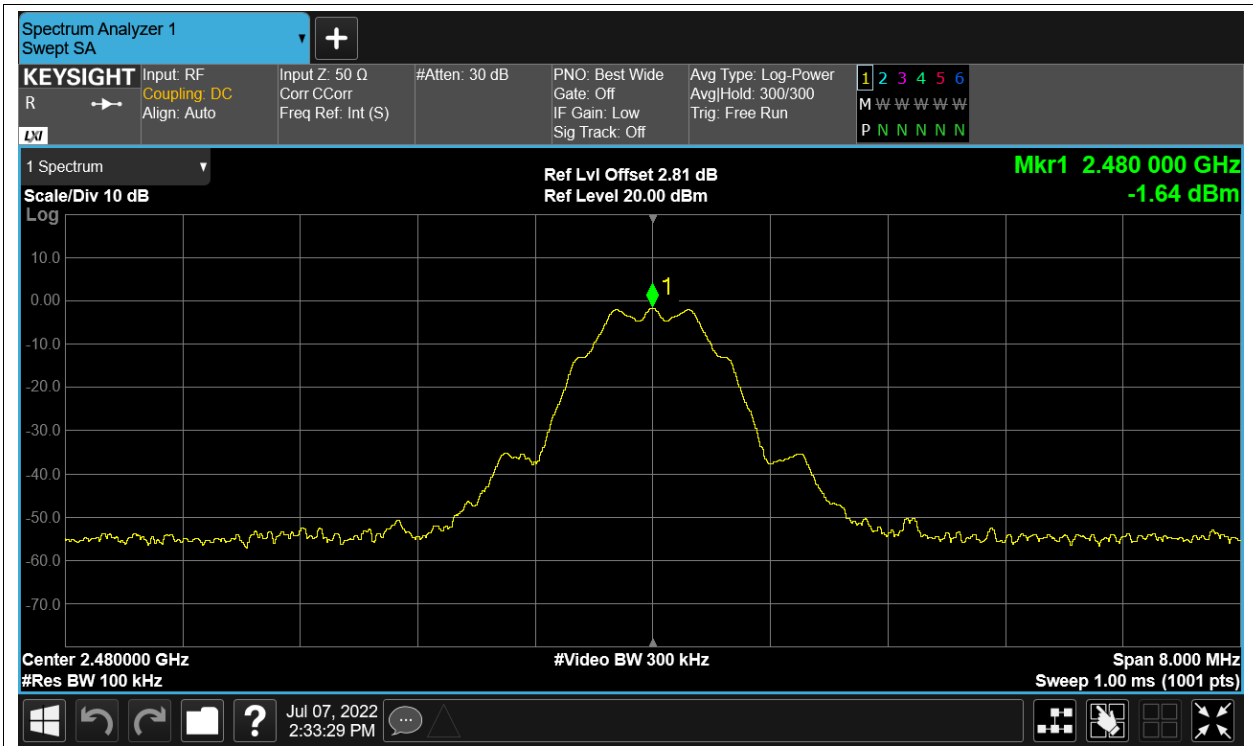 Spectrum Analyzer 1
Swept SA
KEYSIGHT
R
LXI
Input: RF
Coupling: DC
Align: Auto
Input Z: 50 Ω
Corr CCorr
Freq Ref: Int (S)
#Atten: 30 dB
PNO: Best Wide
Gate: Off
IF Gain: Low
Sig Track: Off
Avg Type: Log-Power
Avg|Hold: 300/300
Trig: Free Run
1 2 3 4 5 6
M W W W W W W
P N N N N N N
1 Spectrum
Scale/Div 10 dB
Log
Ref Lvl Offset 2.81 dB
Ref Level 20.00 dBm
Mkr1 2.480 000 GHz
-1.64 dBm
10.0
0.00
-10.0
-20.0
-30.0
-40.0
-50.0
-60.0
-70.0
1
Center 2.480000 GHz
#Res BW 100 kHz
#Video BW 300 kHz
Span 8.000 MHz
Sweep 1.00 ms (1001 pts)
?
Jul 07, 2022
2:33:29 PM